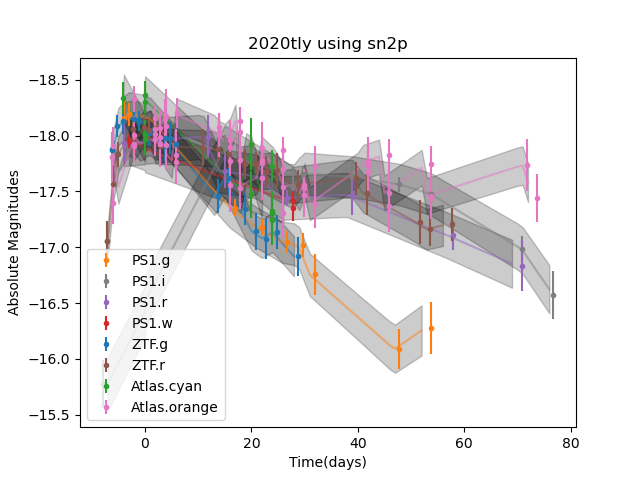 2020tly using sn2p
Absolute Magnitudes
−18.5
−18.0
−17.5
−17.0
−16.5
−16.0
−15.5
PS1.g
PS1.i
PS1.r
PS1.w
ZTF.g
ZTF.r
Atlas.cyan
Atlas.orange
0 20 40 60 80
Time(days)